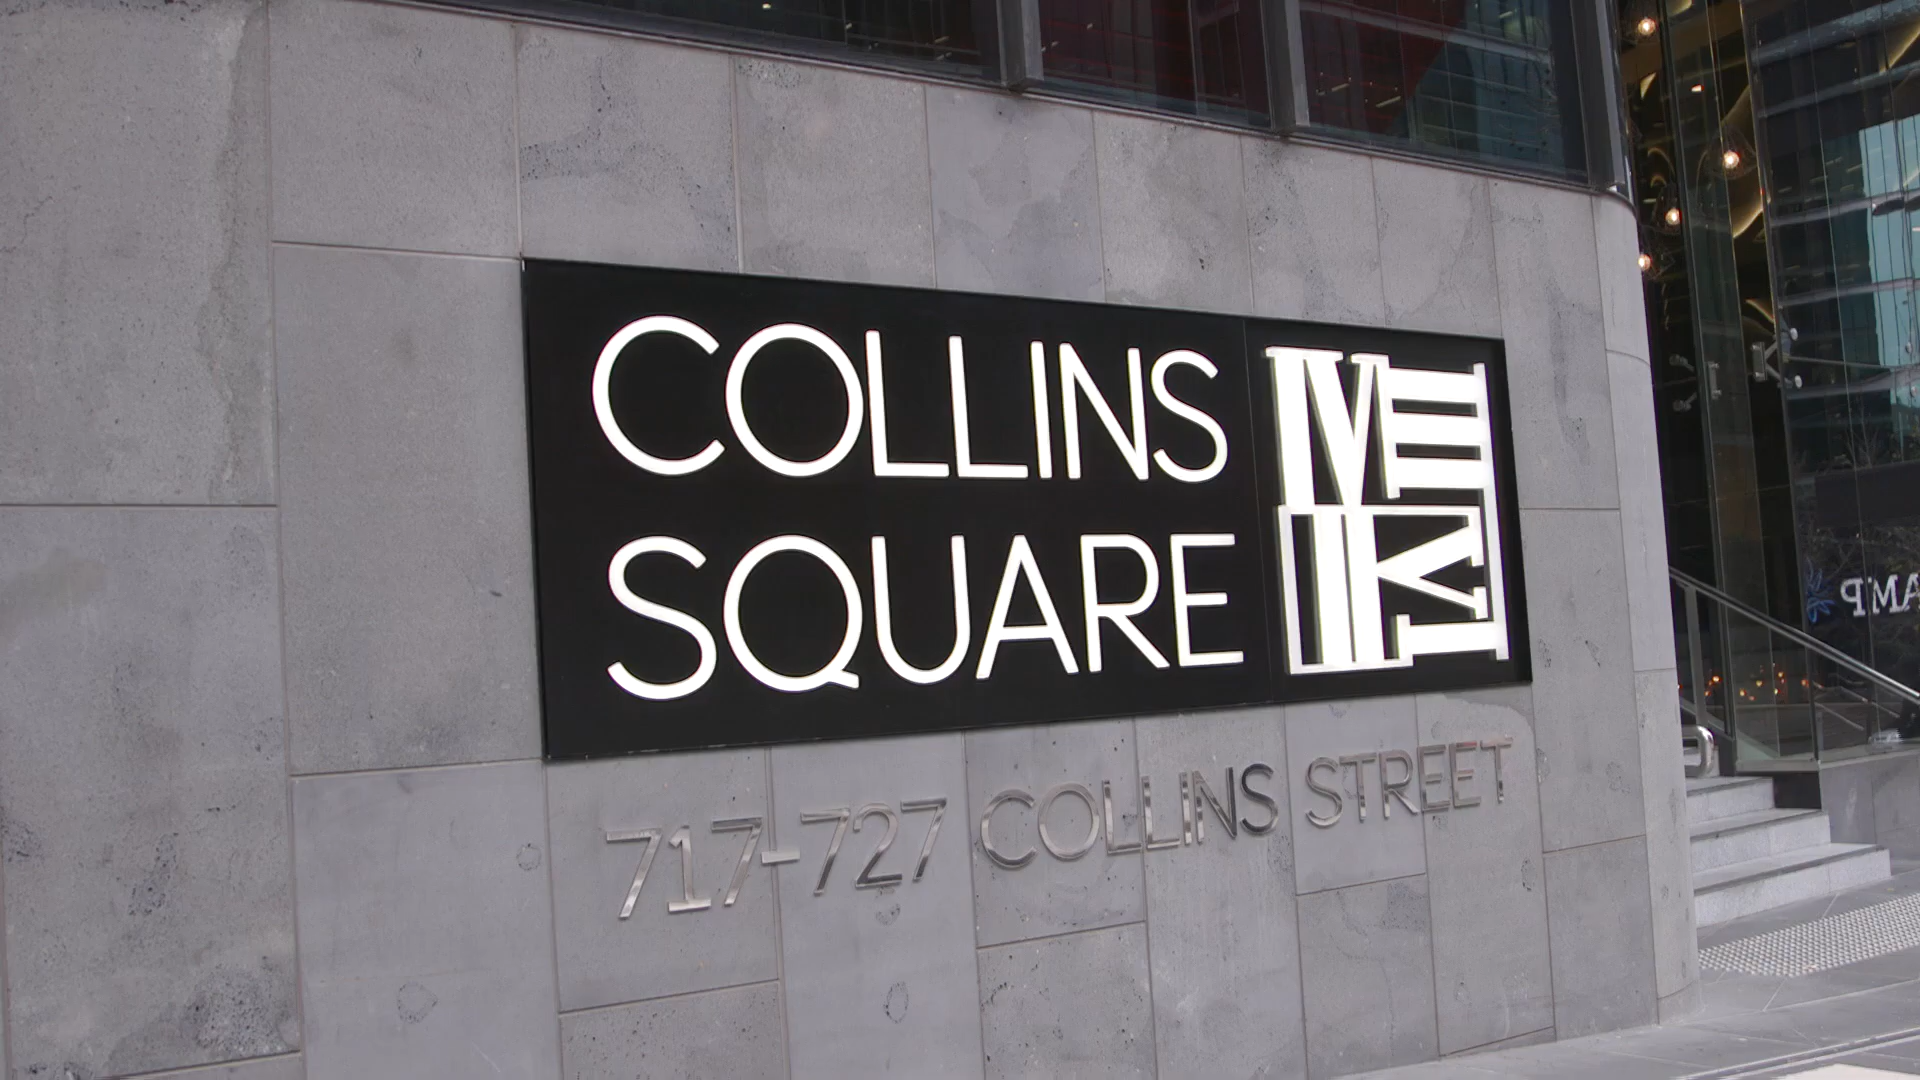 COLLINS
SQUARE
717-727 COLLINS STREET
AMP